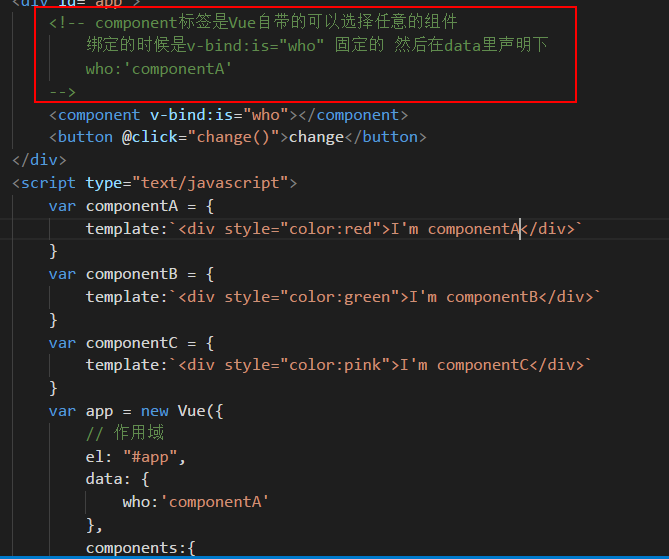 <div id="app">
<!-- component标签是Vue自带的可以选择任意的组件
绑定的时候是v-bind:is="who" 固定的 然后在data里声明下
who:'componentA'
-->
<component v-bind:is="who"></component>
<button @click="change()">change</button>
</div>
<script type="text/javascript">
var componentA = {
template:`<div style="color:red">I'm componentA</div>`
}
var componentB = {
template:`<div style="color:green">I'm componentB</div>`
}
var componentC = {
template:`<div style="color:pink">I'm componentC</div>`
}
var app = new Vue({
// 作用域
el: "#app",
data: {
who:'componentA'
},
components:{